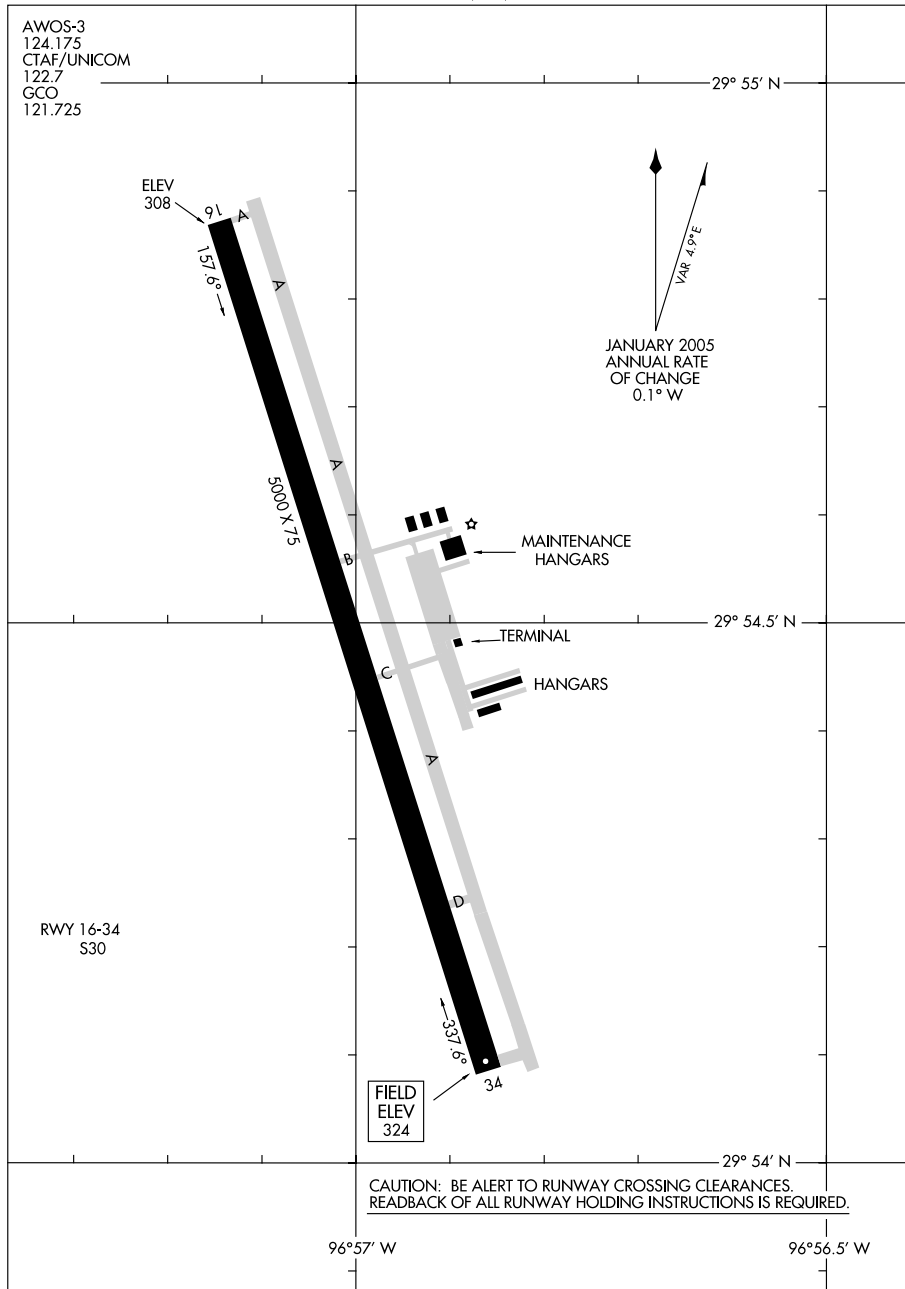 AWOS-3
124.175
CTAF/UNICOM
122.7
GCO
121.725
29° 55' N
ELEV
308
16
A
157.6°
A
VAR 4.9°E
JANUARY 2005
ANNUAL RATE
OF CHANGE
0.1° W
A
5000 X 75
B
MAINTENANCE
HANGARS
29° 54.5' N
TERMINAL
C
HANGARS
A
D
RWY 16-34
S30
337.6°
34
FIELD
ELEV
324
29° 54' N
CAUTION: BE ALERT TO RUNWAY CROSSING CLEARANCES.
READBACK OF ALL RUNWAY HOLDING INSTRUCTIONS IS REQUIRED.
96°57' W
96°56.5' W